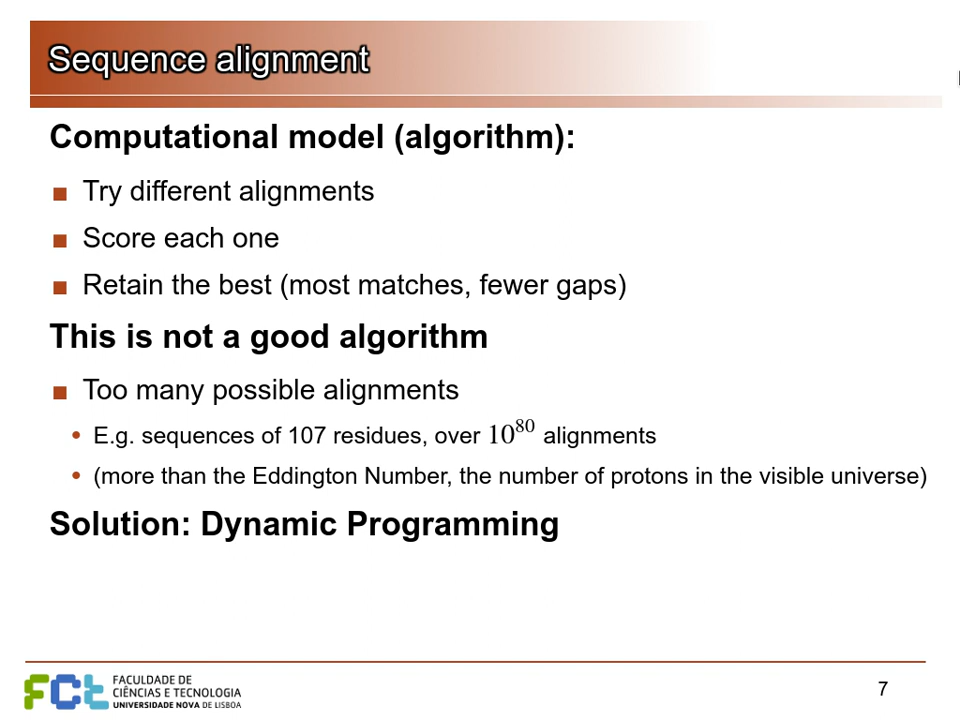 Sequence alignment
Computational model (algorithm):
■ Try different alignments
■ Score each one
■ Retain the best (most matches, fewer gaps)
This is not a good algorithm
■ Too many possible alignments
• E.g. sequences of 107 residues, over 10^80 alignments
• (more than the Eddington Number, the number of protons in the visible universe)
Solution: Dynamic Programming
FCt
FACULDADE DE
CIÊNCIAS E TECNOLOGIA
UNIVERSIDADE NOVA DE LISBOA
7